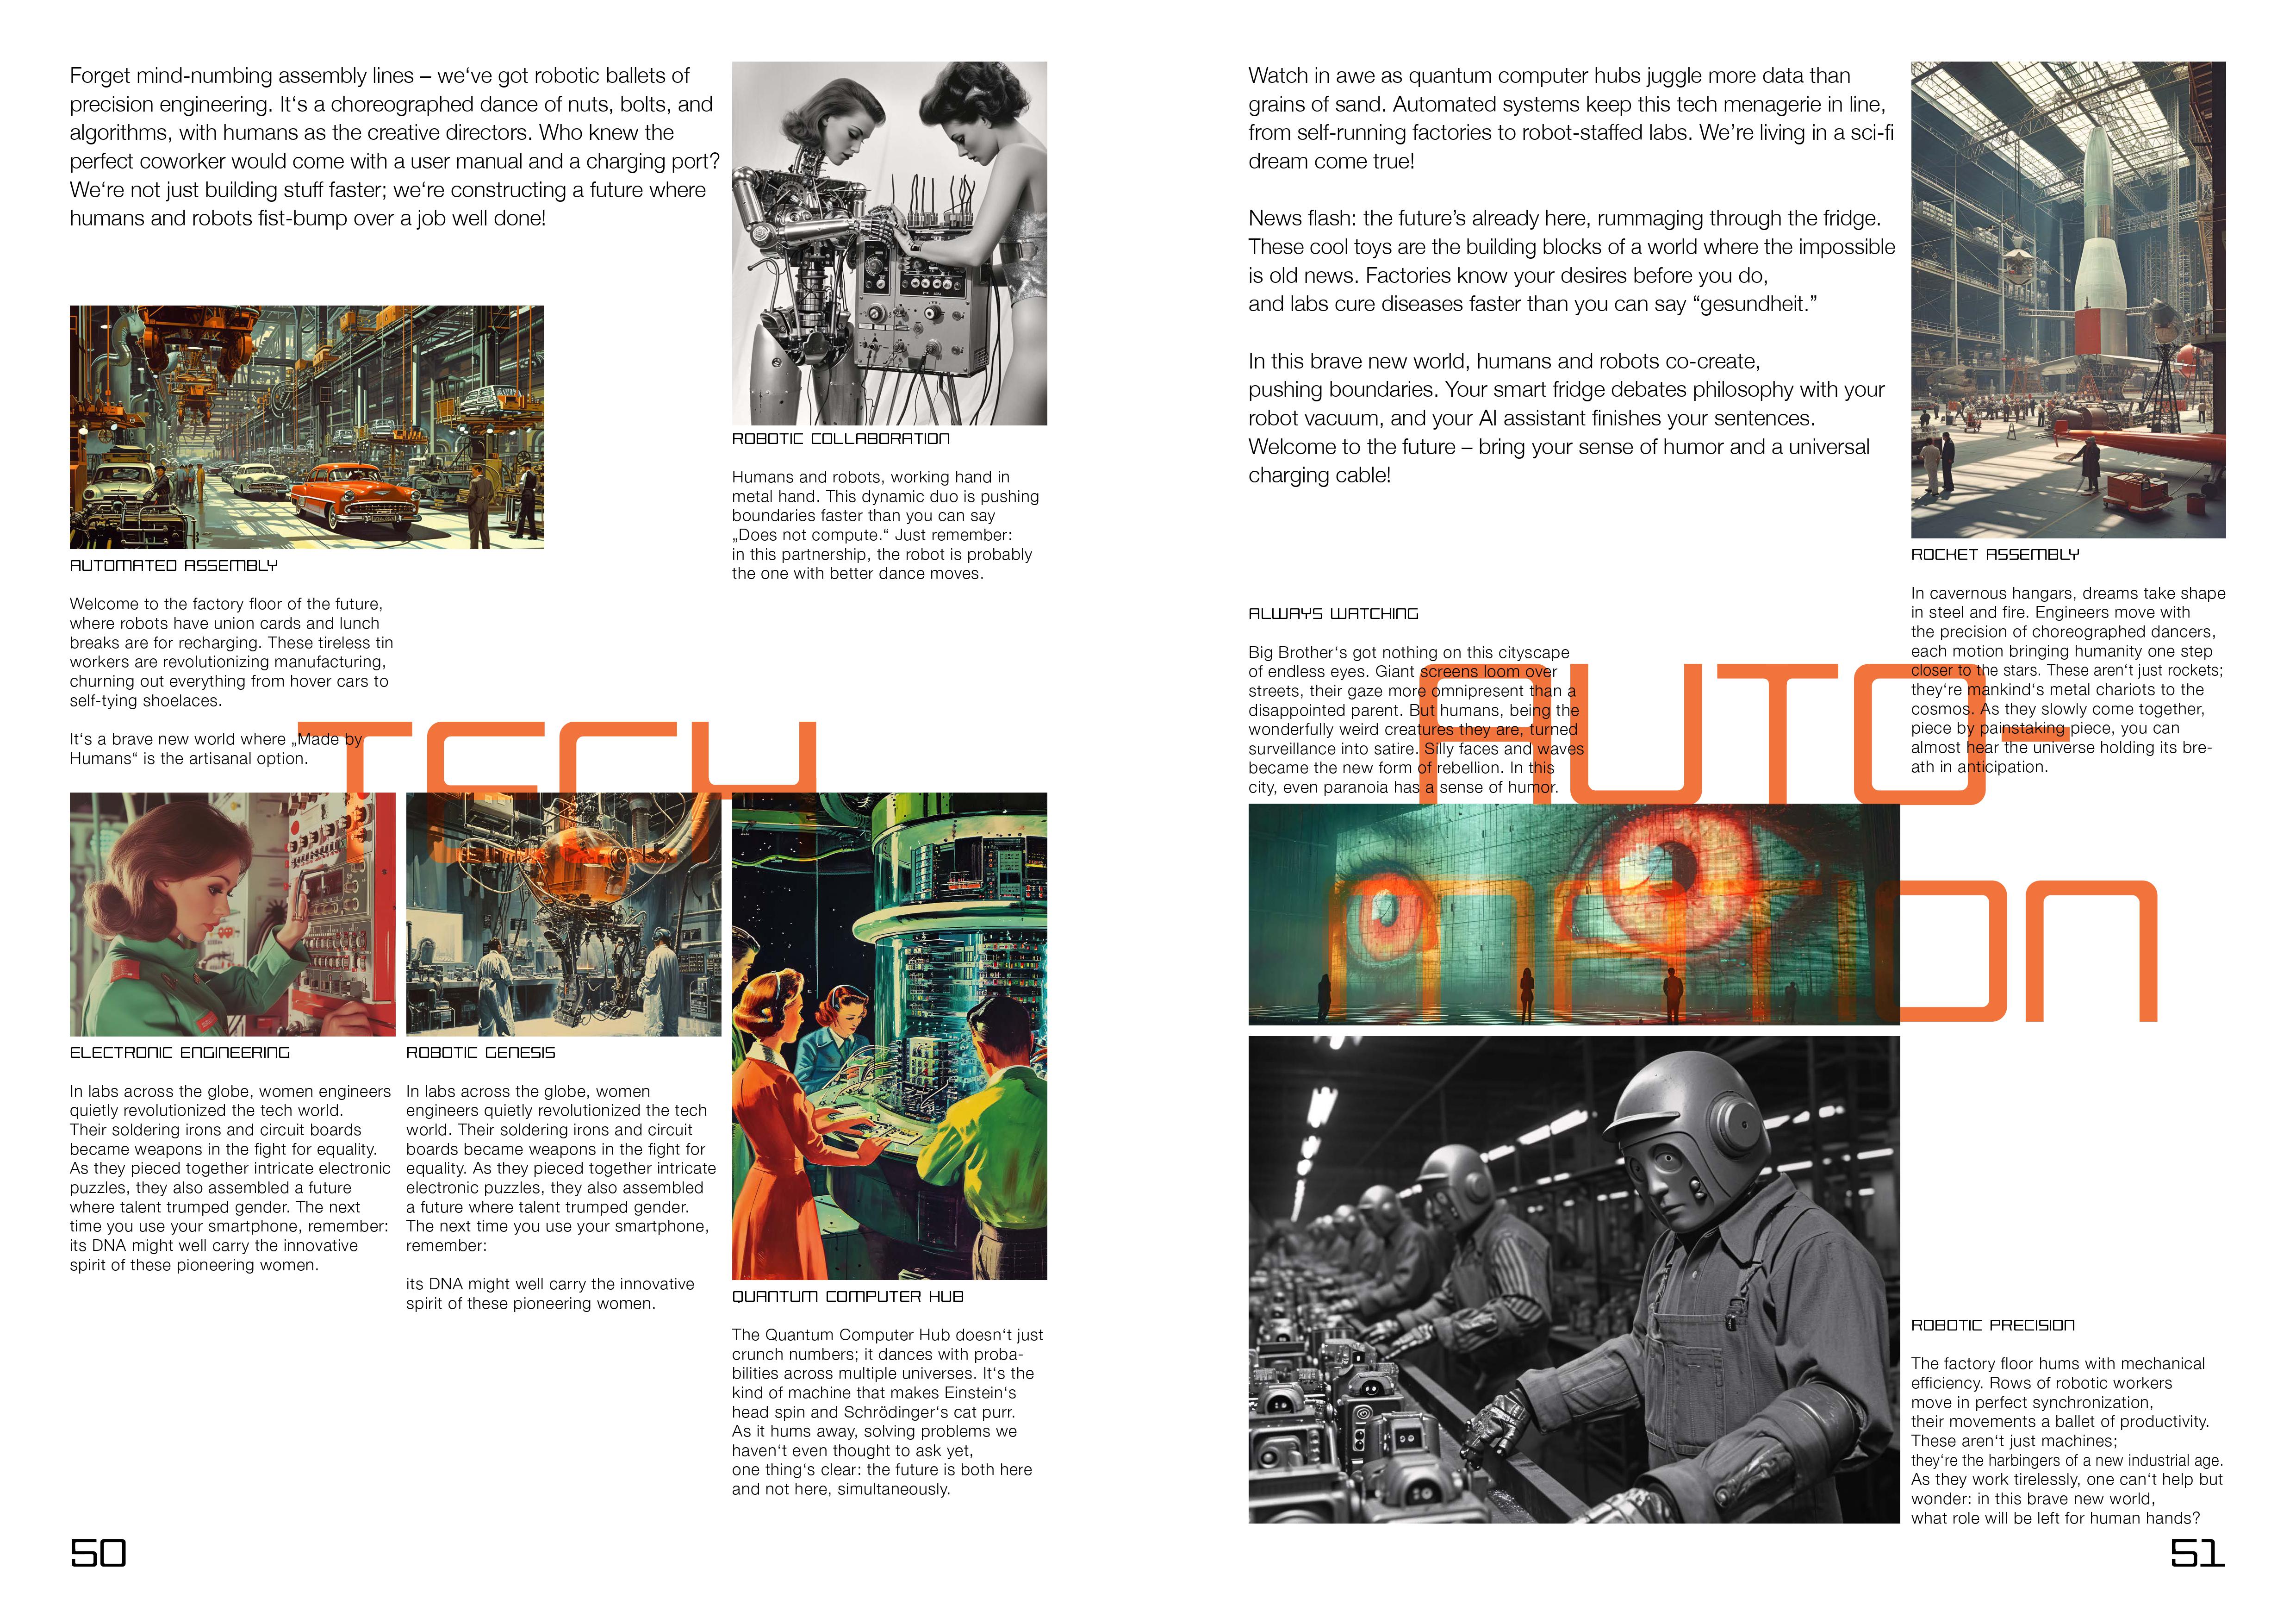 Forget mind-numbing assembly lines – we‘ve got robotic ballets of
precision engineering. It‘s a choreographed dance of nuts, bolts, and
algorithms, with humans as the creative directors. Who knew the
perfect coworker would come with a user manual and a charging port?
We‘re not just building stuff faster; we‘re constructing a future where
humans and robots fist-bump over a job well done!
AUTOMATED ASSEMBLY
Welcome to the factory floor of the future,
where robots have union cards and lunch
breaks are for recharging. These tireless tin
workers are revolutionizing manufacturing,
churning out everything from hover cars to
self-tying shoelaces.
It‘s a brave new world where „Made by
Humans“ is the artisanal option.
ROBOTIC COLLABORATION
Humans and robots, working hand in
metal hand. This dynamic duo is pushing
boundaries faster than you can say
„Does not compute.“ Just remember:
in this partnership, the robot is probably
the one with better dance moves.
TECH
ELECTRONIC ENGINEERING
In labs across the globe, women engineers
quietly revolutionized the tech world.
Their soldering irons and circuit boards
became weapons in the fight for equality.
As they pieced together intricate electronic
puzzles, they also assembled a future
where talent trumped gender. The next
time you use your smartphone, remember:
its DNA might well carry the innovative
spirit of these pioneering women.
ROBOTIC GENESIS
In labs across the globe, women
engineers quietly revolutionized the tech
world. Their soldering irons and circuit
boards became weapons in the fight for
equality. As they pieced together intricate
electronic puzzles, they also assembled
a future where talent trumped gender.
The next time you use your smartphone,
remember:
its DNA might well carry the innovative
spirit of these pioneering women.
QUANTUM COMPUTER HUB
The Quantum Computer Hub doesn‘t just
crunch numbers; it dances with proba-
bilities across multiple universes. It‘s the
kind of machine that makes Einstein‘s
head spin and Schrödinger‘s cat purr.
As it hums away, solving problems we
haven‘t even thought to ask yet,
one thing‘s clear: the future is both here
and not here, simultaneously.
50
Watch in awe as quantum computer hubs juggle more data than
grains of sand. Automated systems keep this tech menagerie in line,
from self-running factories to robot-staffed labs. We’re living in a sci-fi
dream come true!
News flash: the future’s already here, rummaging through the fridge.
These cool toys are the building blocks of a world where the impossible
is old news. Factories know your desires before you do,
and labs cure diseases faster than you can say “gesundheit.”
In this brave new world, humans and robots co-create,
pushing boundaries. Your smart fridge debates philosophy with your
robot vacuum, and your AI assistant finishes your sentences.
Welcome to the future – bring your sense of humor and a universal
charging cable!
ROCKET ASSEMBLY
In cavernous hangars, dreams take shape
in steel and fire. Engineers move with
the precision of choreographed dancers,
each motion bringing humanity one step
closer to the stars. These aren‘t just rockets;
they‘re mankind‘s metal chariots to the
cosmos. As they slowly come together,
piece by painstaking piece, you can
almost hear the universe holding its bre-
ath in anticipation.
ALWAYS WATCHING
Big Brother‘s got nothing on this cityscape
of endless eyes. Giant screens loom over
streets, their gaze more omnipresent than a
disappointed parent. But humans, being the
wonderfully weird creatures they are, turned
surveillance into satire. Silly faces and waves
became the new form of rebellion. In this
city, even paranoia has a sense of humor.
AUTO-
MATION
ROBOTIC PRECISION
The factory floor hums with mechanical
efficiency. Rows of robotic workers
move in perfect synchronization,
their movements a ballet of productivity.
These aren‘t just machines;
they‘re the harbingers of a new industrial age.
As they work tirelessly, one can‘t help but
wonder: in this brave new world,
what role will be left for human hands?
51